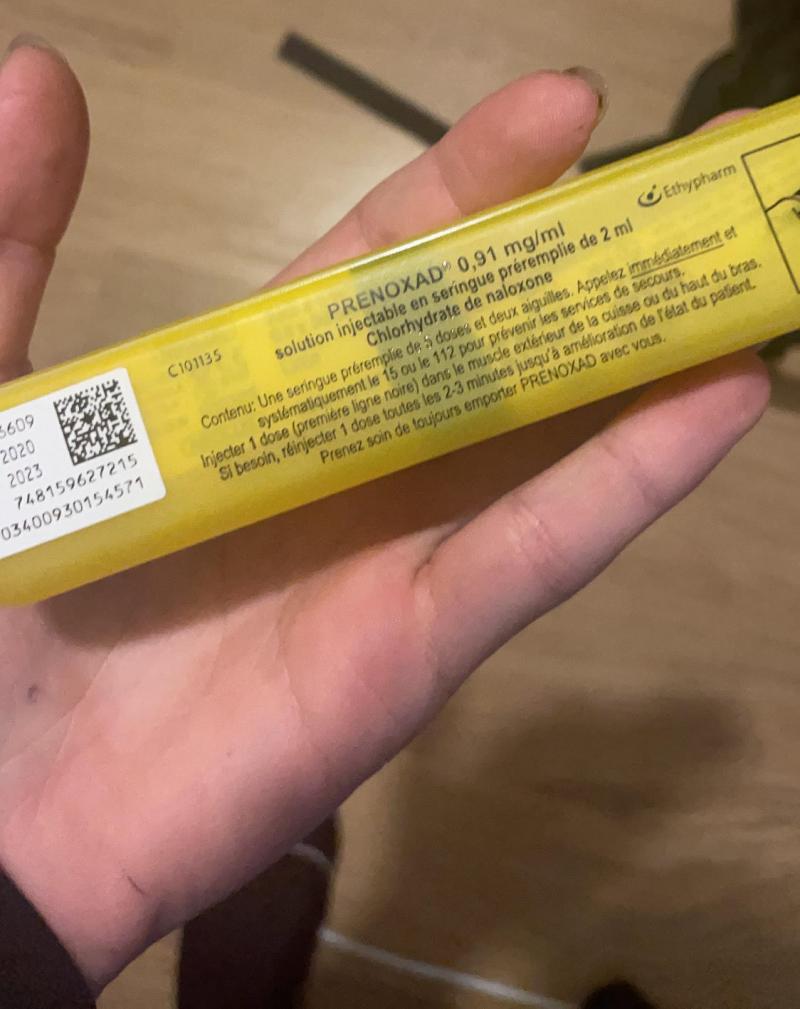 Ethypharm
PRENOXAD® 0,91 mg/ml
solution injectable en seringue préremplie de 2 ml
Chlorhydrate de naloxone
C101135
Contenu: Une seringue préremplie de 5 doses et deux aiguilles. Appelez immédiatement et
systématiquement le 15 ou le 112 pour prévenir les services de secours.
Injecter 1 dose (première ligne noire) dans le muscle extérieur de la cuisse ou du haut du bras.
Si besoin, réinjecter 1 dose toutes les 2-3 minutes jusqu'à amélioration de l'état du patient.
Prenez soin de toujours emporter PRENOXAD avec vous.
3609
2020
2023
748159627215
03400930154571